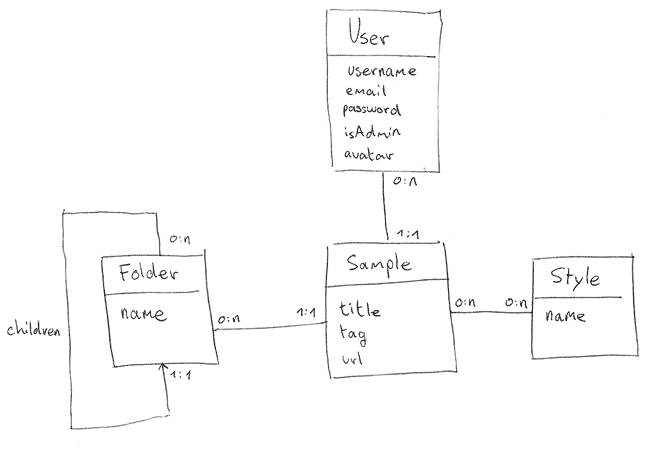 User
username
email
password
isAdmin
avatar
0:n
1:1
0:n
Folder
name
children
1:1
0:n
1:1
Sample
title
tag
url
0:n
0:n
Style
name